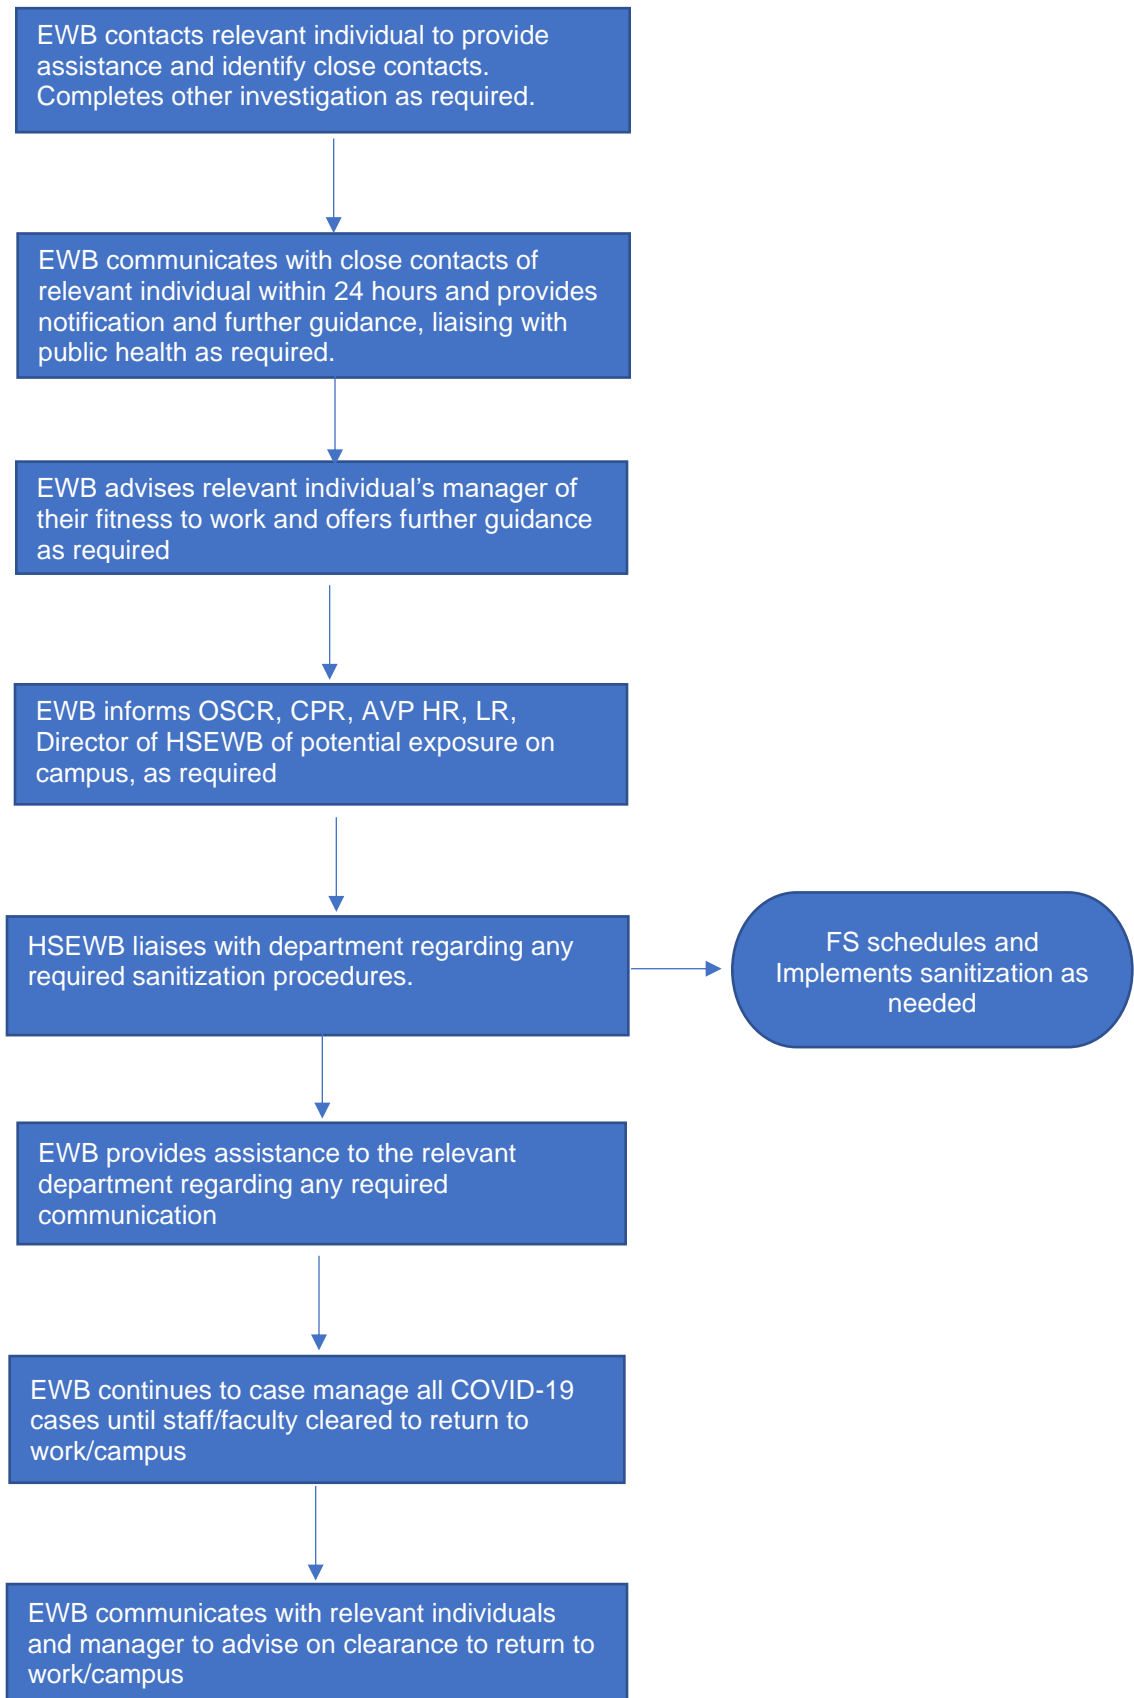 EWB contacts relevant individual to provide
assistance and identify close contacts.
Completes other investigation as required.
EWB communicates with close contacts of
relevant individual within 24 hours and provides
notification and further guidance, liaising with
public health as required.
EWB advises relevant individual’s manager of
their fitness to work and offers further guidance
as required
EWB informs OSCR, CPR, AVP HR, LR,
Director of HSEWB of potential exposure on
campus, as required
HSEWB liaises with department regarding any
required sanitization procedures.
FS schedules and
Implements sanitization as
needed
EWB provides assistance to the relevant
department regarding any required
communication
EWB continues to case manage all COVID-19
cases until staff/faculty cleared to return to
work/campus
EWB communicates with relevant individuals
and manager to advise on clearance to return to
work/campus